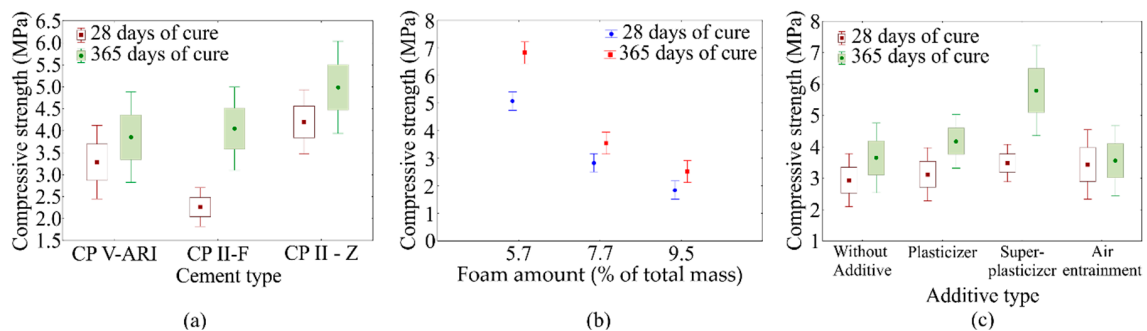 Compressive strength (MPa)
6.5
6.0
5.5
5.0
4.5
4.0
3.5
3.0
2.5
2.0
1.5
28 days of cure
365 days of cure
CP V-ARI CP II-F CP II - Z
Cement type
(a)
Compressive strength (MPa)
8
7
6
5
4
3
2
1
0
28 days of cure
365 days of cure
5.7 7.7 9.5
Foam amount (% of total mass)
(b)
Compressive strength (MPa)
8
7
6
5
4
3
2
1
28 days of cure
365 days of cure
Without Plasticizer Super- Air
Additive plasticizer entrainment
Additive type
(c)